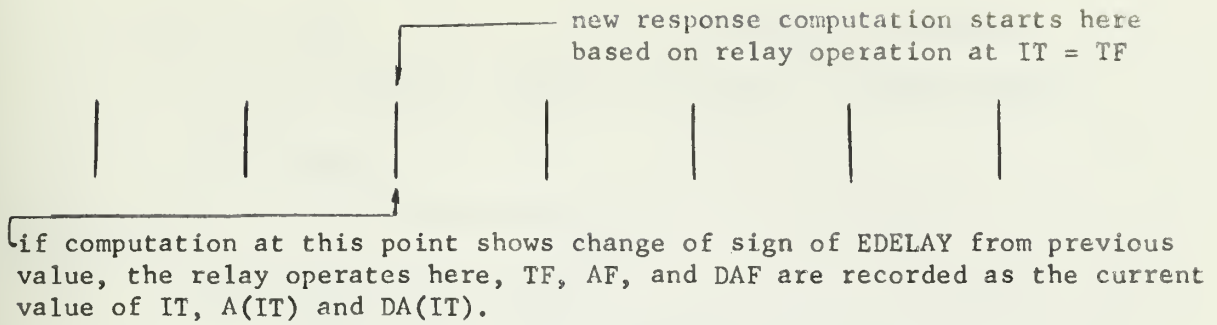 new response computation starts here
based on relay operation at IT = TF
if computation at this point shows change of sign of EDELAY from previous
value, the relay operates here, TF, AF, and DAF are recorded as the current
value of IT, A(IT) and DA(IT).